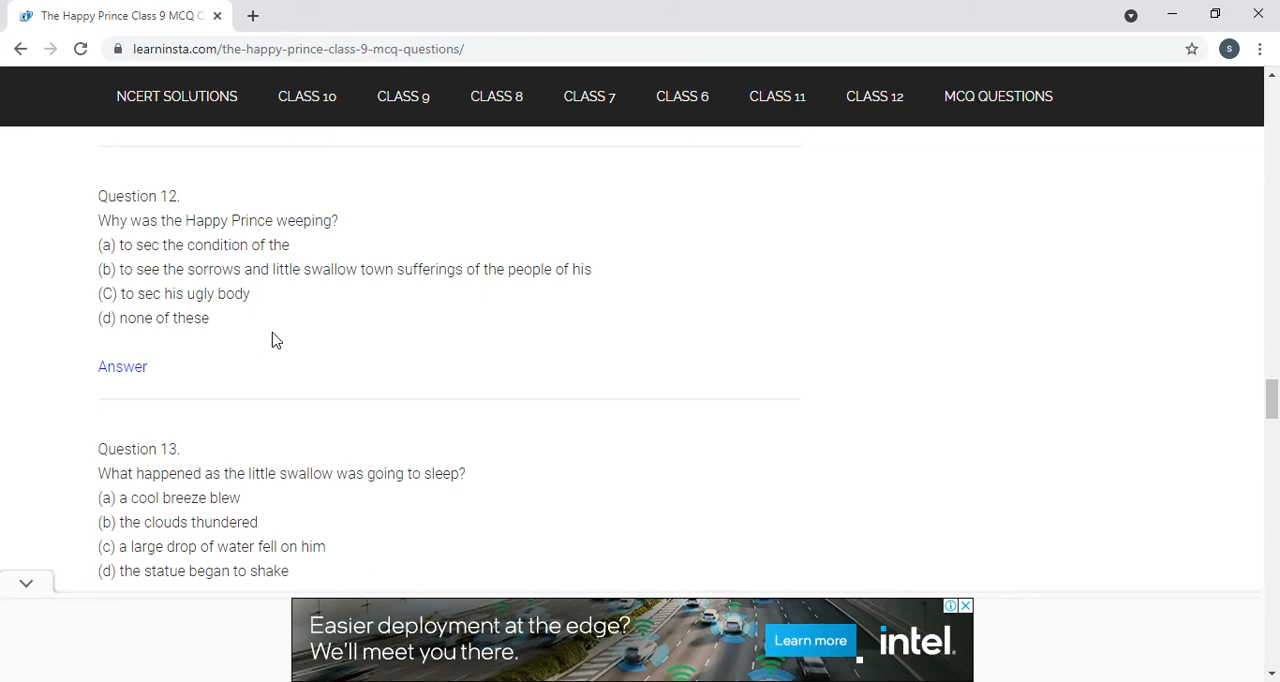 The Happy Prince Class 9 MCQ C
learninsta.com/the-happy-prince-class-9-mcq-questions/
S
NCERT SOLUTIONS CLASS 10 CLASS 9 CLASS 8 CLASS 7 CLASS 6 CLASS 11 CLASS 12 MCQ QUESTIONS
Question 12.
Why was the Happy Prince weeping?
(a) to sec the condition of the
(b) to see the sorrows and little swallow town sufferings of the people of his
(C) to sec his ugly body
(d) none of these
Answer
Question 13.
What happened as the little swallow was going to sleep?
(a) a cool breeze blew
(b) the clouds thundered
(c) a large drop of water fell on him
(d) the statue began to shake
Easier deployment at the edge?
We'll meet you there.
Learn more
intel.